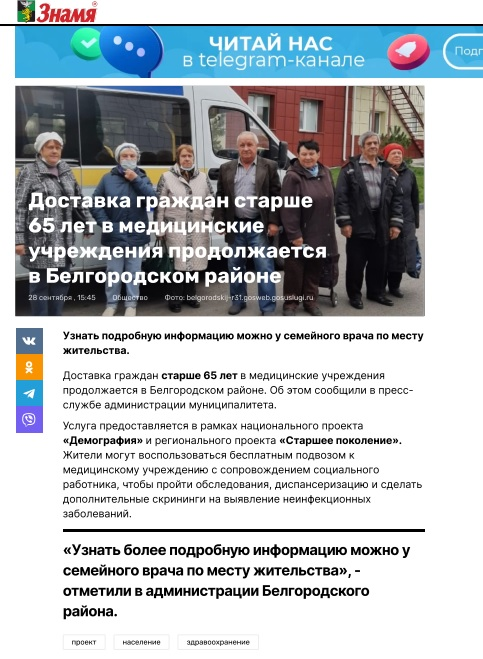 Знамя
ЧИТАЙ НАС
в telegram-канале
Доставка граждан старше
65 лет в медицинские
учреждения продолжается
в Белгородском районе
28 сентября , 15:45 Общество Фото: belgorodskij-r31.gosweb.gosuslugi.ru
Узнать подробную информацию можно у семейного врача по месту
жительства.
Доставка граждан старше 65 лет в медицинские учреждения
продолжается в Белгородском районе. Об этом сообщили в пресс-
службе администрации муниципалитета.
Услуга предоставляется в рамках национального проекта
«Демография» и регионального проекта «Старшее поколение».
Жители могут воспользоваться бесплатным подвозом к
медицинскому учреждению с сопровождением социального
работника, чтобы пройти обследования, диспансеризацию и сделать
дополнительные скрининги на выявление неинфекционных
заболеваний.
«Узнать более подробную информацию можно у
семейного врача по месту жительства», -
отметили в администрации Белгородского
района.
проект население здравоохранение